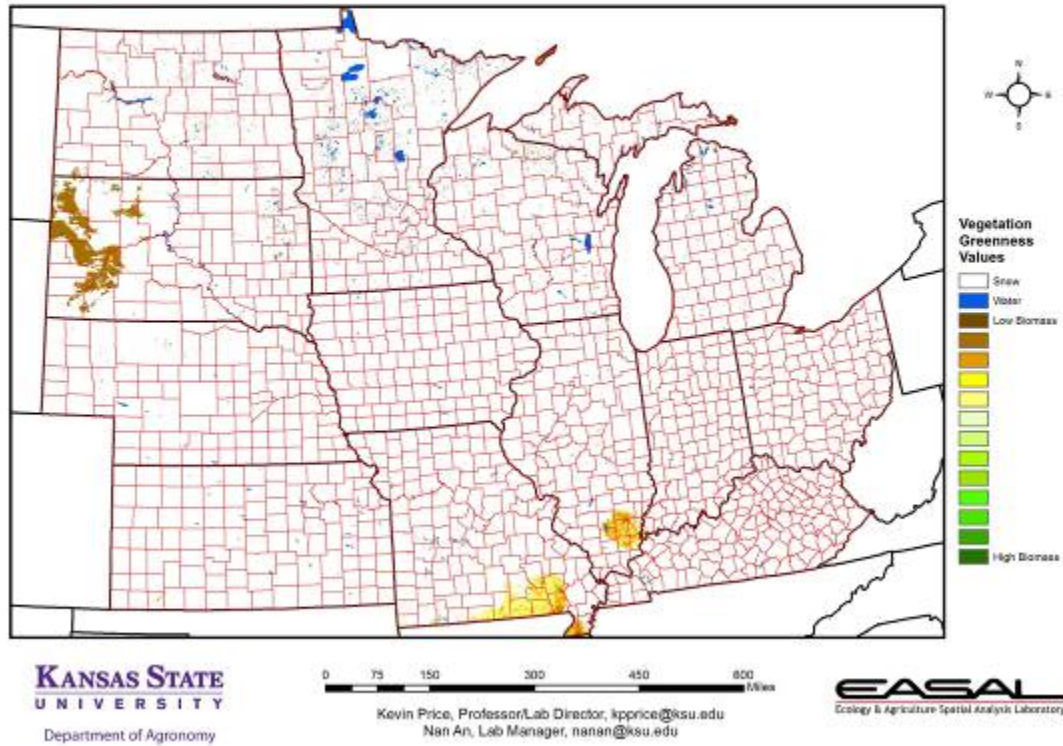 N
W
E
S
Vegetation
Greenness
Values
Snow
Water
Low Biomass
High Biomass
KANSAS STATE
UNIVERSITY
Department of Agronomy
0 75 150 300 450 600
Miles
Kevin Price, Professor/Lab Director, kpprice@ksu.edu
Nan An, Lab Manager, nanan@ksu.edu
EASAL
Ecology & Agriculture Spatial Analysis Laboratory